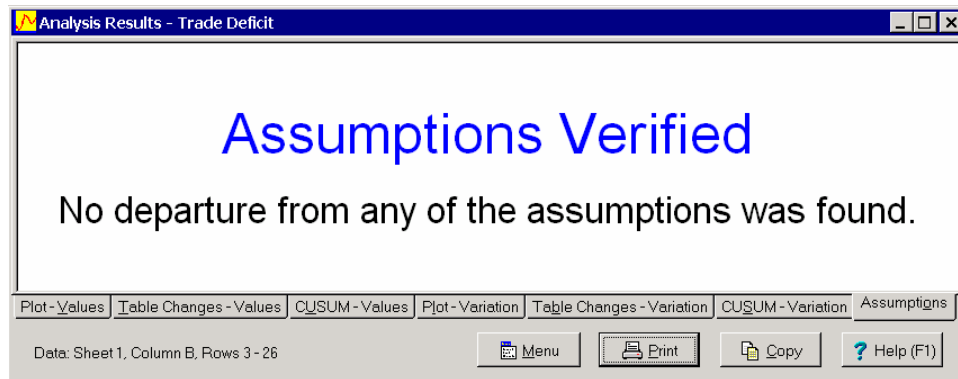 Analysis Results - Trade Deficit
Assumptions Verified
No departure from any of the assumptions was found.
Plot - Values Table Changes - Values CUSUM - Values Plot - Variation Table Changes - Variation CUSUM - Variation Assumptions
Data: Sheet 1, Column B, Rows 3 - 26 Menu Print Copy Help (F1)